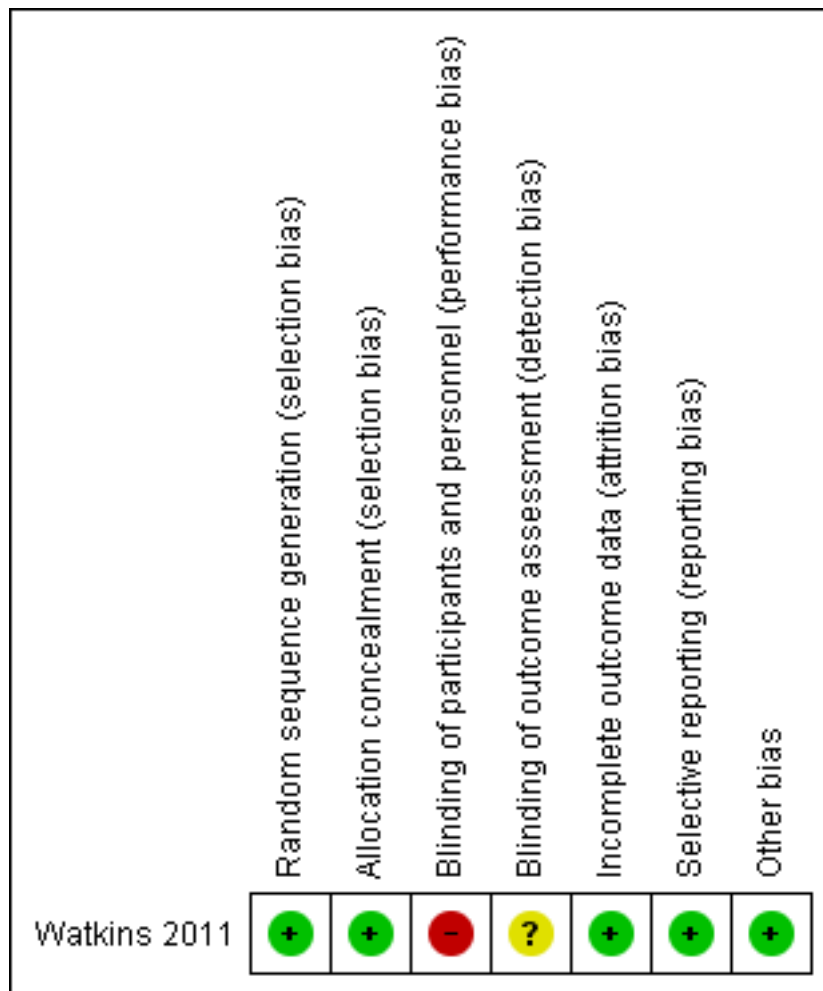 Random sequence generation (selection bias)
Allocation concealment (selection bias)
Blinding of participants and personnel (performance bias)
Blinding of outcome assessment (detection bias)
Incomplete outcome data (attrition bias)
Selective reporting (reporting bias)
Other bias
Watkins 2011 + + - ? + + +